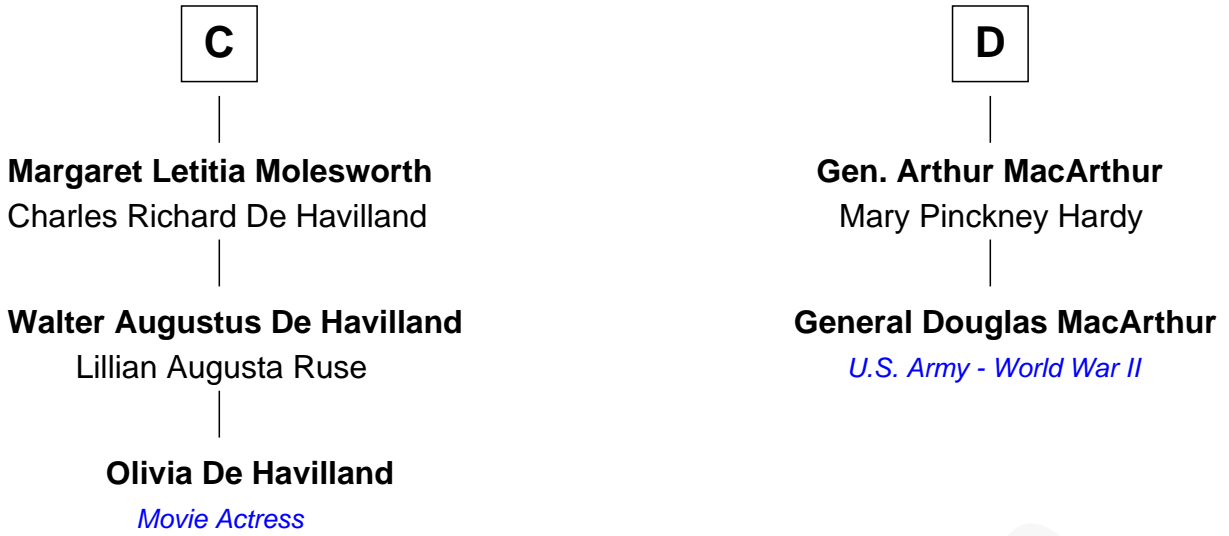 C
Margaret Letitia Molesworth
Charles Richard De Havilland
Walter Augustus De Havilland
Lillian Augusta Ruse
Olivia De Havilland
Movie Actress
D
Gen. Arthur MacArthur
Mary Pinckney Hardy
General Douglas MacArthur
U.S. Army - World War II